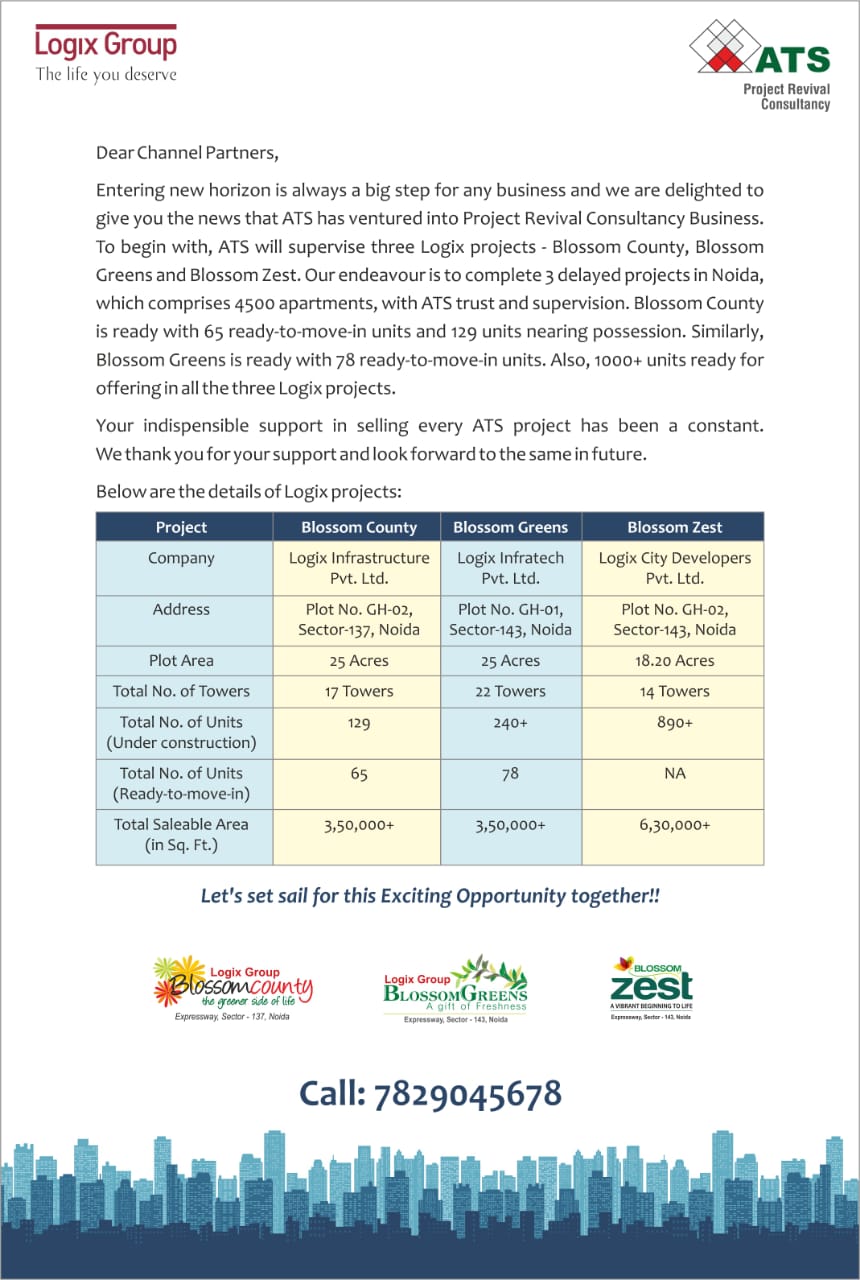 Logix Group
The life you deserve
ATS
Project Revival
Consultancy
Dear Channel Partners,
Entering new horizon is always a big step for any business and we are delighted to
give you the news that ATS has ventured into Project Revival Consultancy Business.
To begin with, ATS will supervise three Logix projects - Blossom County, Blossom
Greens and Blossom Zest. Our endeavour is to complete 3 delayed projects in Noida,
which comprises 4500 apartments, with ATS trust and supervision. Blossom County
is ready with 65 ready-to-move-in units and 129 units nearing possession. Similarly,
Blossom Greens is ready with 78 ready-to-move-in units. Also, 1000+ units ready for
offering in all the three Logix projects.
Your indispensible support in selling every ATS project has been a constant.
We thank you for your support and look forward to the same in future.
Below are the details of Logix projects:
Project Blossom County Blossom Greens Blossom Zest
Company Logix Infrastructure Pvt. Ltd. Logix Infratech Pvt. Ltd. Logix City Developers Pvt. Ltd.
Address Plot No. GH-02, Sector-137, Noida Plot No. GH-01, Sector-143, Noida Plot No. GH-02, Sector-143, Noida
Plot Area 25 Acres 25 Acres 18.20 Acres
Total No. of Towers 17 Towers 22 Towers 14 Towers
Total No. of Units (Under construction) 129 240+ 890+
Total No. of Units (Ready-to-move-in) 65 78 NA
Total Saleable Area (in Sq. Ft.) 3,50,000+ 3,50,000+ 6,30,000+
Let's set sail for this Exciting Opportunity together!!
Logix Group
Blossom county
the greener side of life
Expressway, Sector - 137, Noida
Logix Group
BLOSSOMGREENS
A gift of Freshness
Expressway, Sector - 143, Noida
BLOSSOM
zest
A VIBRANT BEGINNING TO LIFE
Expressway, Sector - 143, Noida
Call: 7829045678